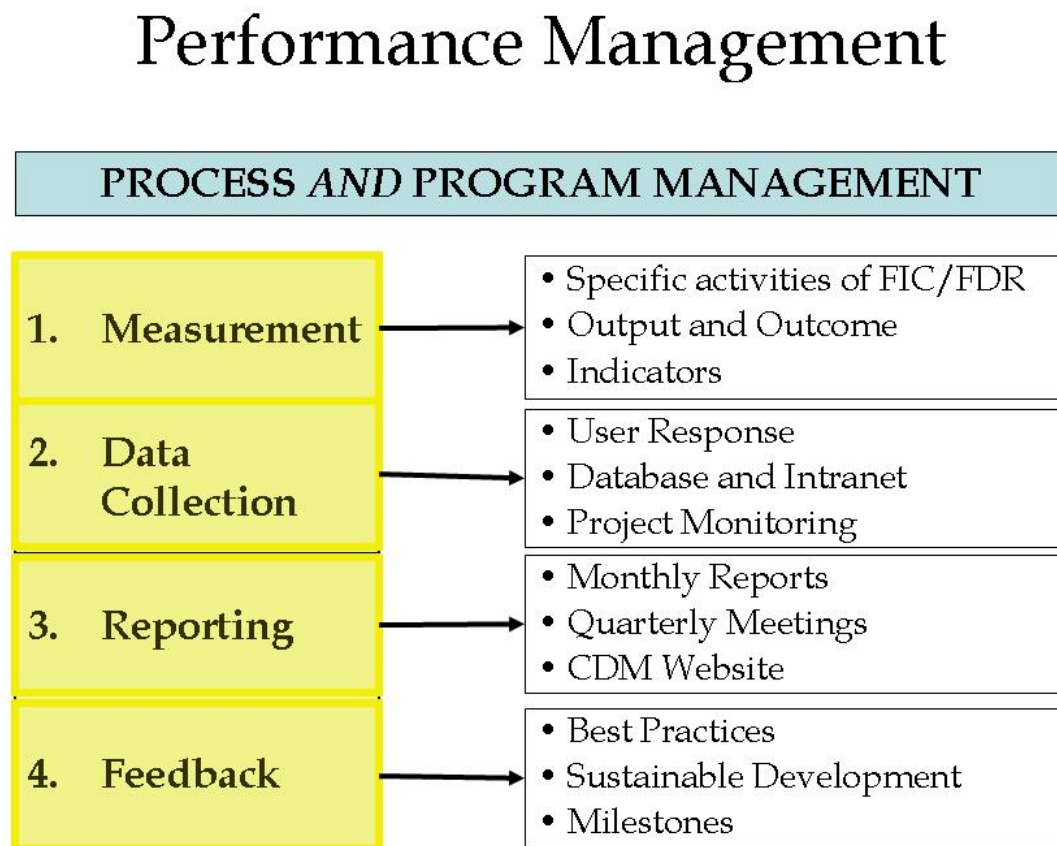 Performance Management
PROCESS AND PROGRAM MANAGEMENT
1. Measurement
• Specific activities of FIC/FDR
• Output and Outcome
• Indicators
2. Data
Collection
• User Response
• Database and Intranet
• Project Monitoring
3. Reporting
• Monthly Reports
• Quarterly Meetings
• CDM Website
4. Feedback
• Best Practices
• Sustainable Development
• Milestones